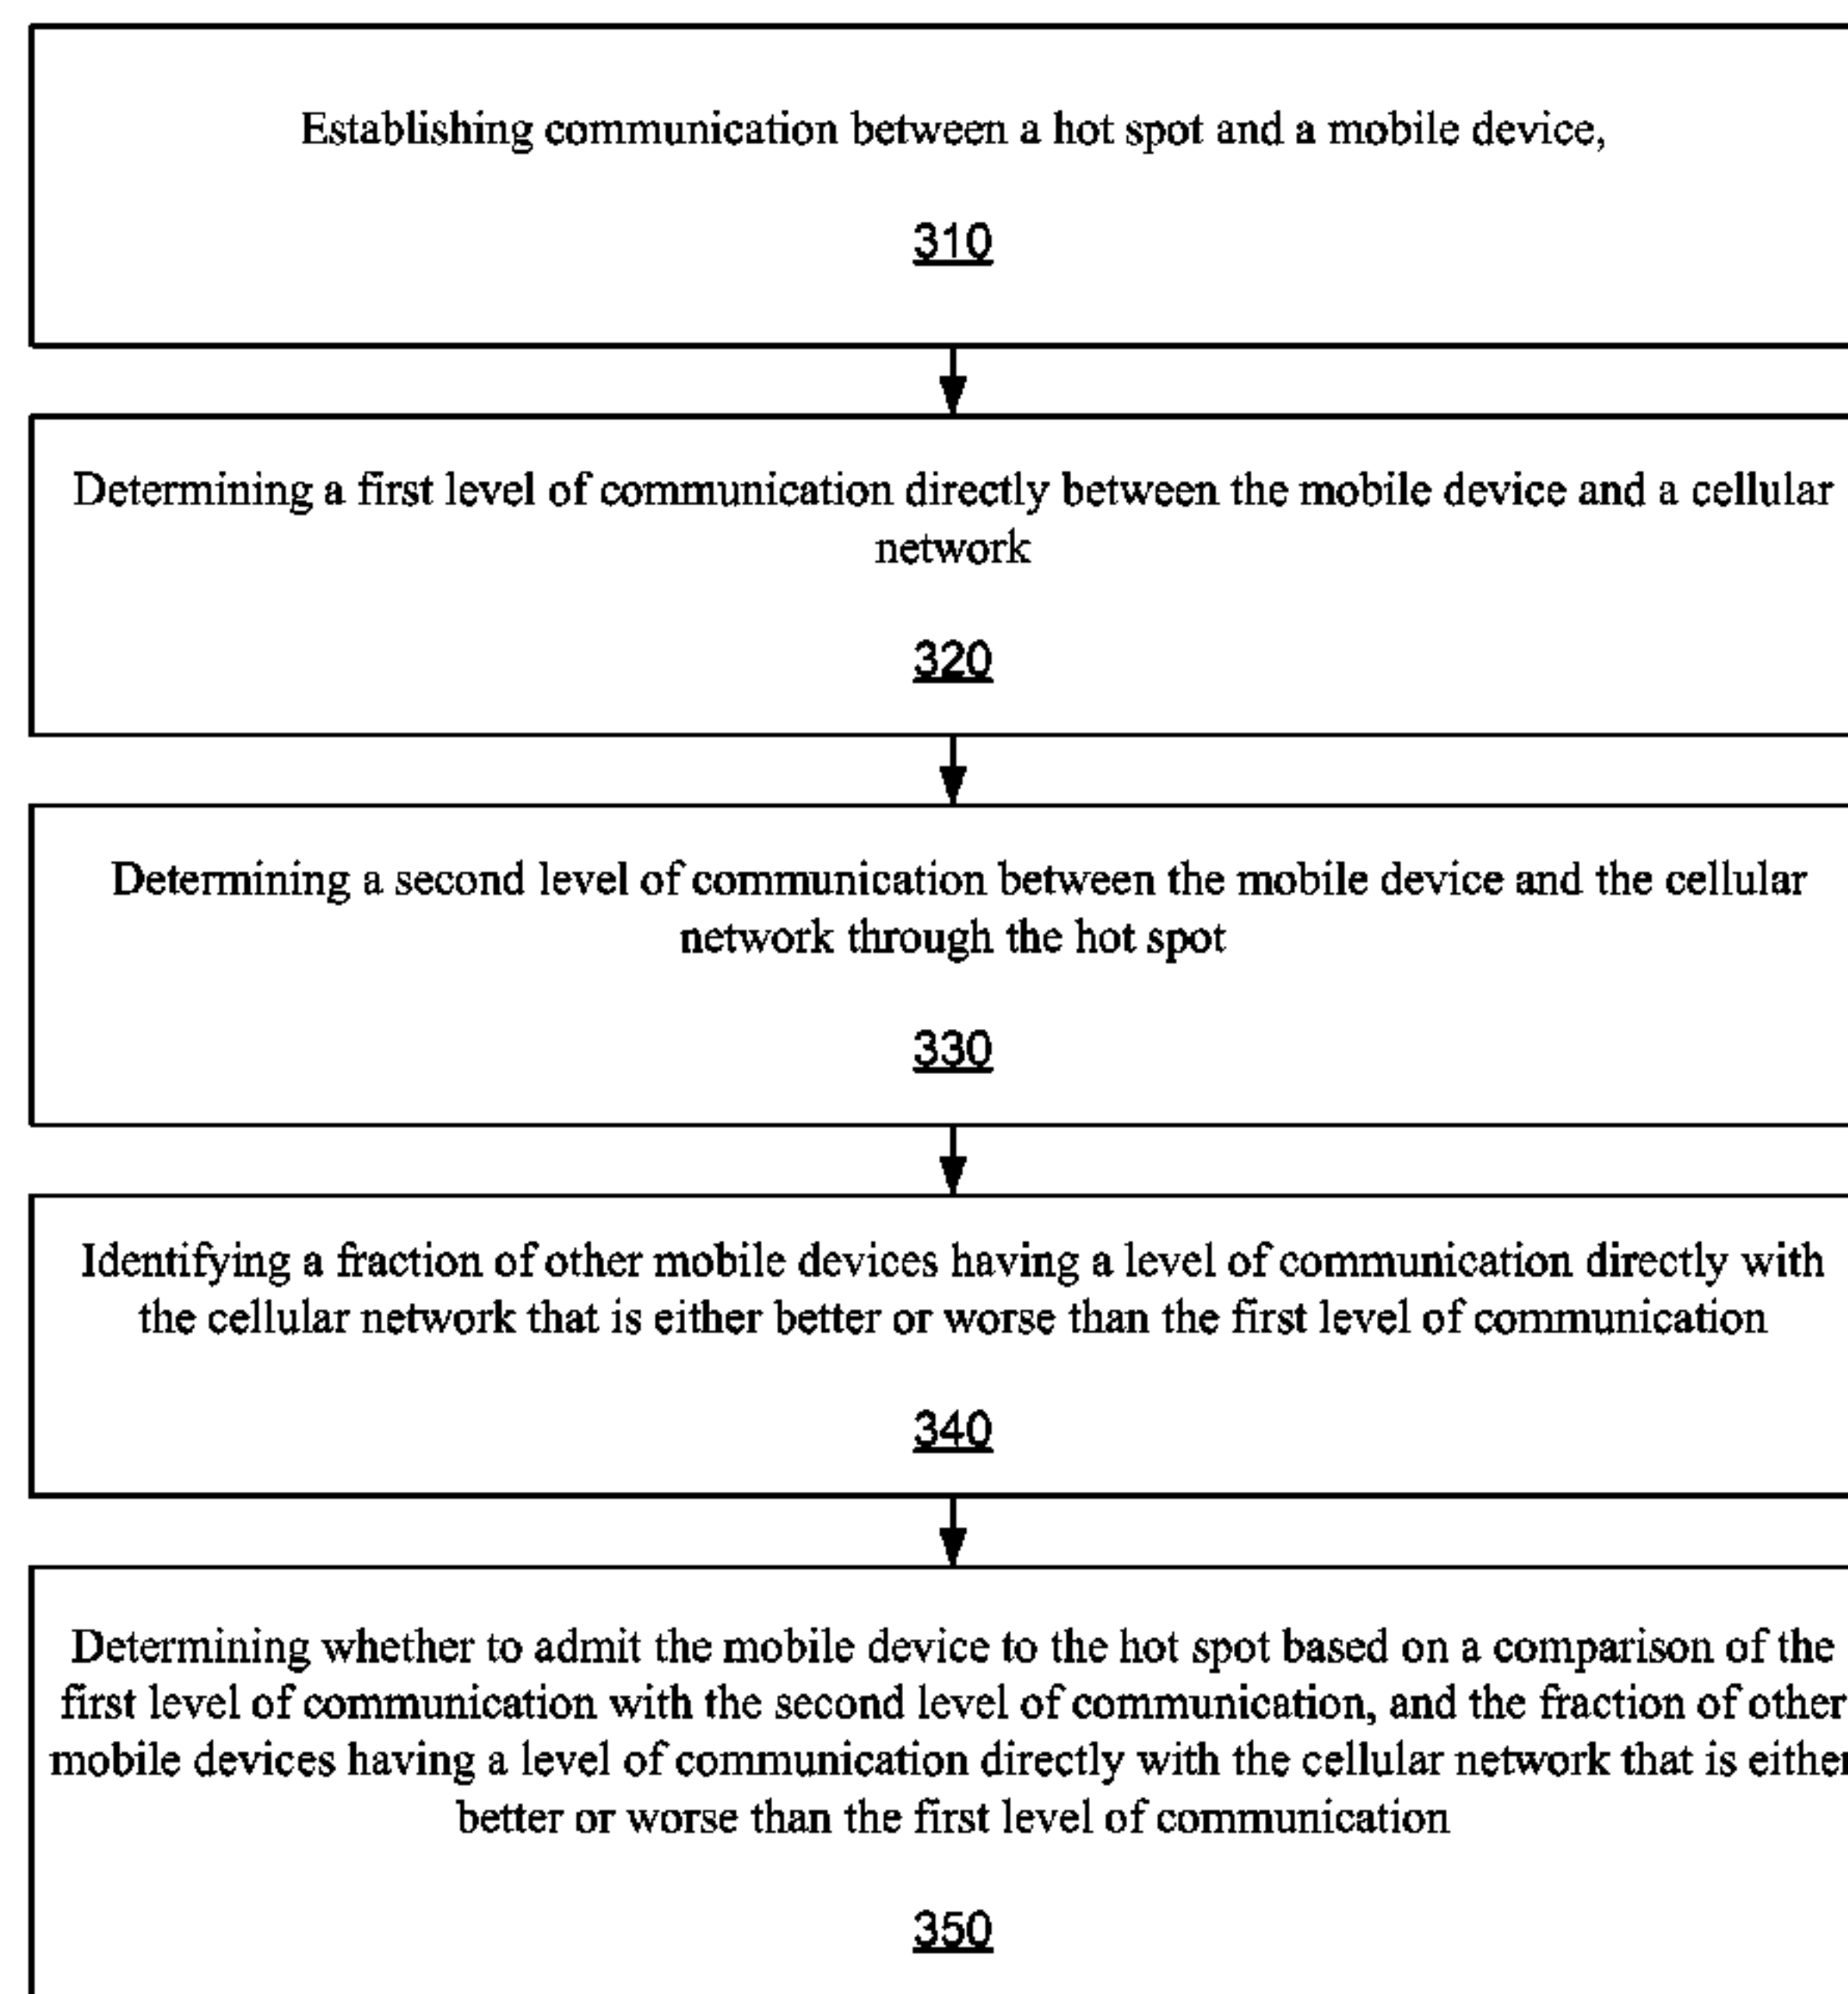 Establishing communication between a hot spot and a mobile device,
310
Determining a first level of communication directly between the mobile device and a cellular
network
320
Determining a second level of communication between the mobile device and the cellular
network through the hot spot
330
Identifying a fraction of other mobile devices having a level of communication directly with
the cellular network that is either better or worse than the first level of communication
340
Determining whether to admit the mobile device to the hot spot based on a comparison of the
first level of communication with the second level of communication, and the fraction of other
mobile devices having a level of communication directly with the cellular network that is either
better or worse than the first level of communication
350